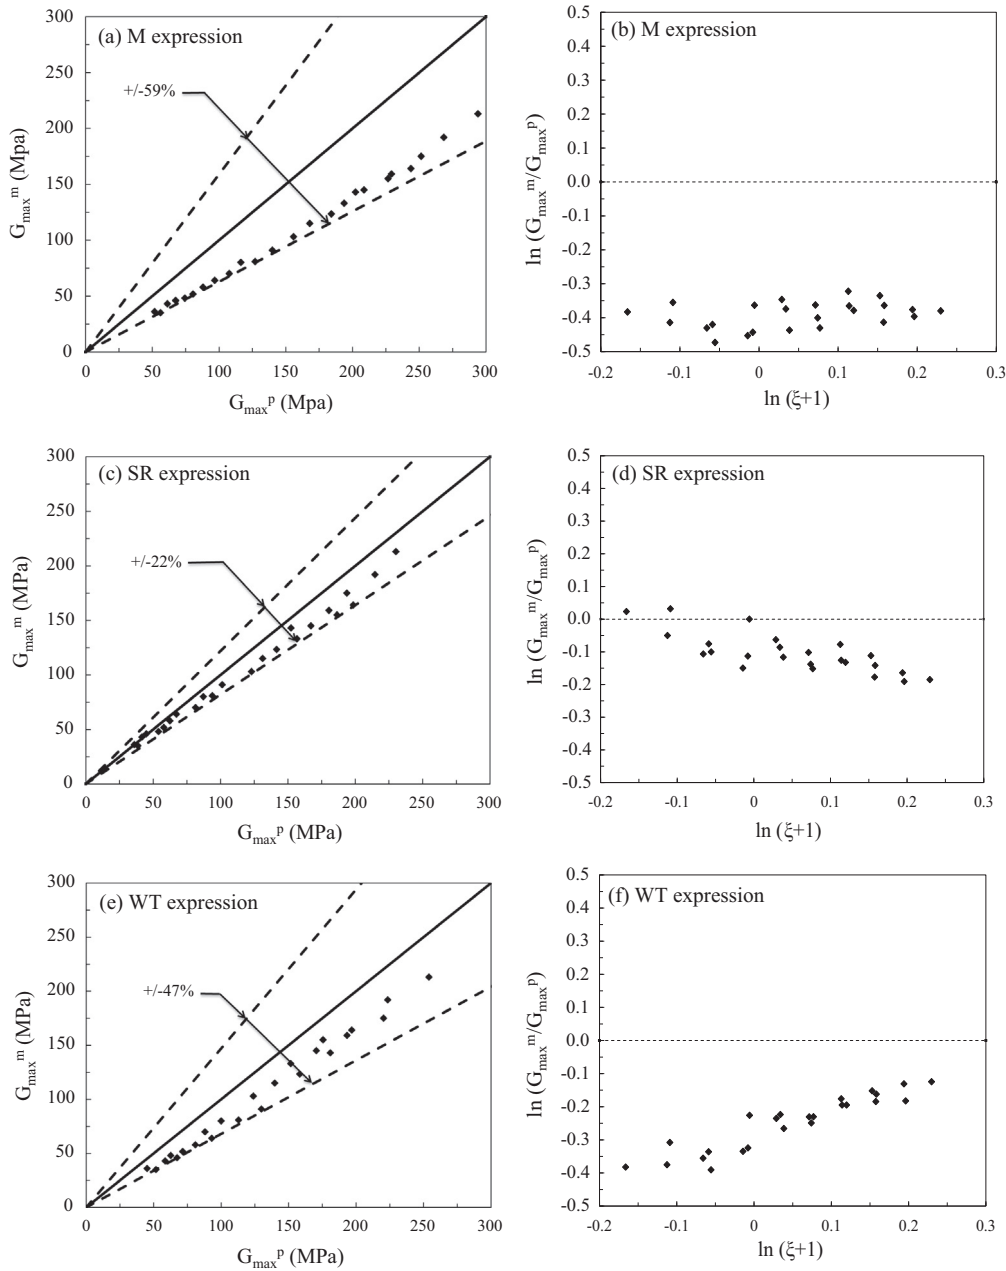 (a) M expression
+/-59%
G_max^m (Mpa)
300
250
200
150
100
50
0
0 50 100 150 200 250 300
G_max^p (Mpa)
(b) M expression
ln (G_max^m/G_max^p)
0.5
0.4
0.3
0.2
0.1
0.0
-0.1
-0.2
-0.3
-0.4
-0.5
-0.2 -0.1 0 0.1 0.2 0.3
ln (ξ+1)
(c) SR expression
+/-22%
G_max^m (MPa)
300
250
200
150
100
50
0
0 50 100 150 200 250 300
G_max^p (MPa)
(d) SR expression
ln (G_max^m/G_max^p)
0.5
0.4
0.3
0.2
0.1
0.0
-0.1
-0.2
-0.3
-0.4
-0.5
-0.2 -0.1 0 0.1 0.2 0.3
ln (ξ+1)
(e) WT expression
+/-47%
G_max^m (MPa)
300
250
200
150
100
50
0
0 50 100 150 200 250 300
G_max^p (MPa)
(f) WT expression
ln (G_max^m/G_max^p)
0.5
0.4
0.3
0.2
0.1
0.0
-0.1
-0.2
-0.3
-0.4
-0.5
-0.2 -0.1 0 0.1 0.2 0.3
ln (ξ+1)